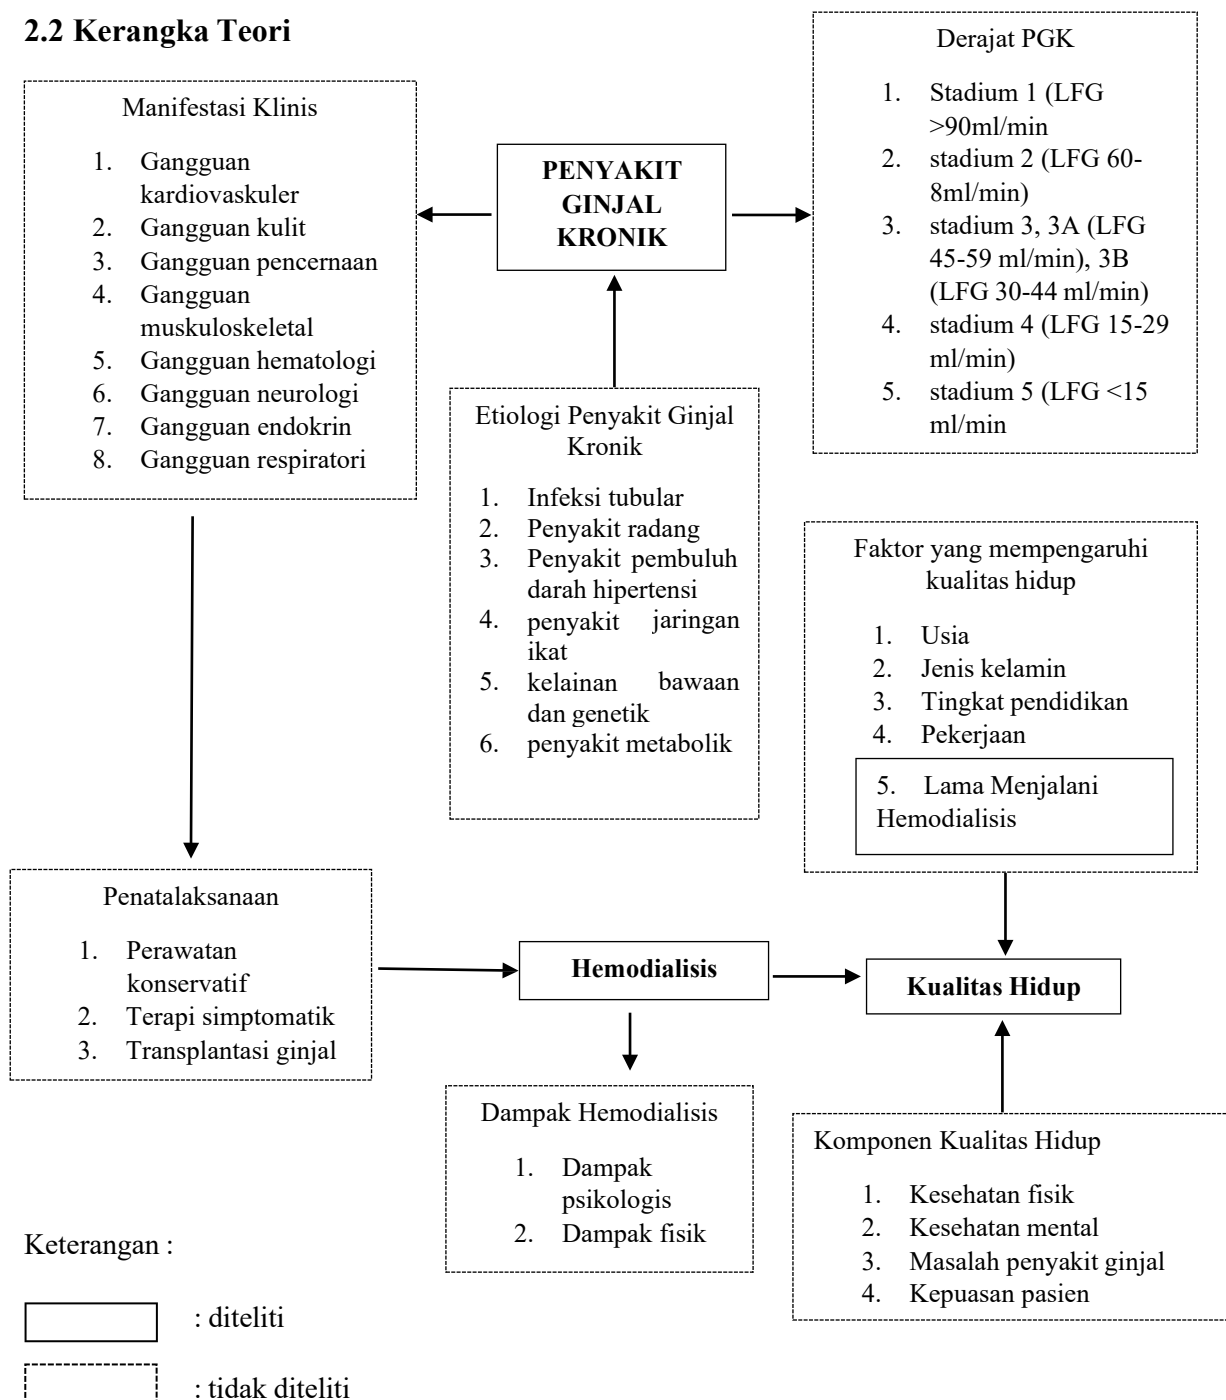 2.2 Kerangka Teori
Manifestasi Klinis
1. Gangguan
kardiovaskuler
2. Gangguan kulit
3. Gangguan pencernaan
4. Gangguan
muskuloskeletal
5. Gangguan hematologi
6. Gangguan neurologi
7. Gangguan endokrin
8. Gangguan respiratori
PENYAKIT
GINJAL
KRONIK
Derajat PGK
1. Stadium 1 (LFG
>90ml/min
2. stadium 2 (LFG 60-
8ml/min)
3. stadium 3, 3A (LFG
45-59 ml/min), 3B
(LFG 30-44 ml/min)
4. stadium 4 (LFG 15-29
ml/min)
5. stadium 5 (LFG <15
ml/min
Etiologi Penyakit Ginjal
Kronik
1. Infeksi tubular
2. Penyakit radang
3. Penyakit pembuluh
darah hipertensi
4. penyakit jaringan
ikat
5. kelainan bawaan
dan genetik
6. penyakit metabolik
Faktor yang mempengaruhi
kualitas hidup
1. Usia
2. Jenis kelamin
3. Tingkat pendidikan
4. Pekerjaan
5. Lama Menjalani
Hemodialisis
Penatalaksanaan
1. Perawatan
konservatif
2. Terapi simptomatik
3. Transplantasi ginjal
Hemodialisis
Kualitas Hidup
Dampak Hemodialisis
1. Dampak
psikologis
2. Dampak fisik
Komponen Kualitas Hidup
1. Kesehatan fisik
2. Kesehatan mental
3. Masalah penyakit ginjal
4. Kepuasan pasien
Keterangan :
: diteliti
: tidak diteliti